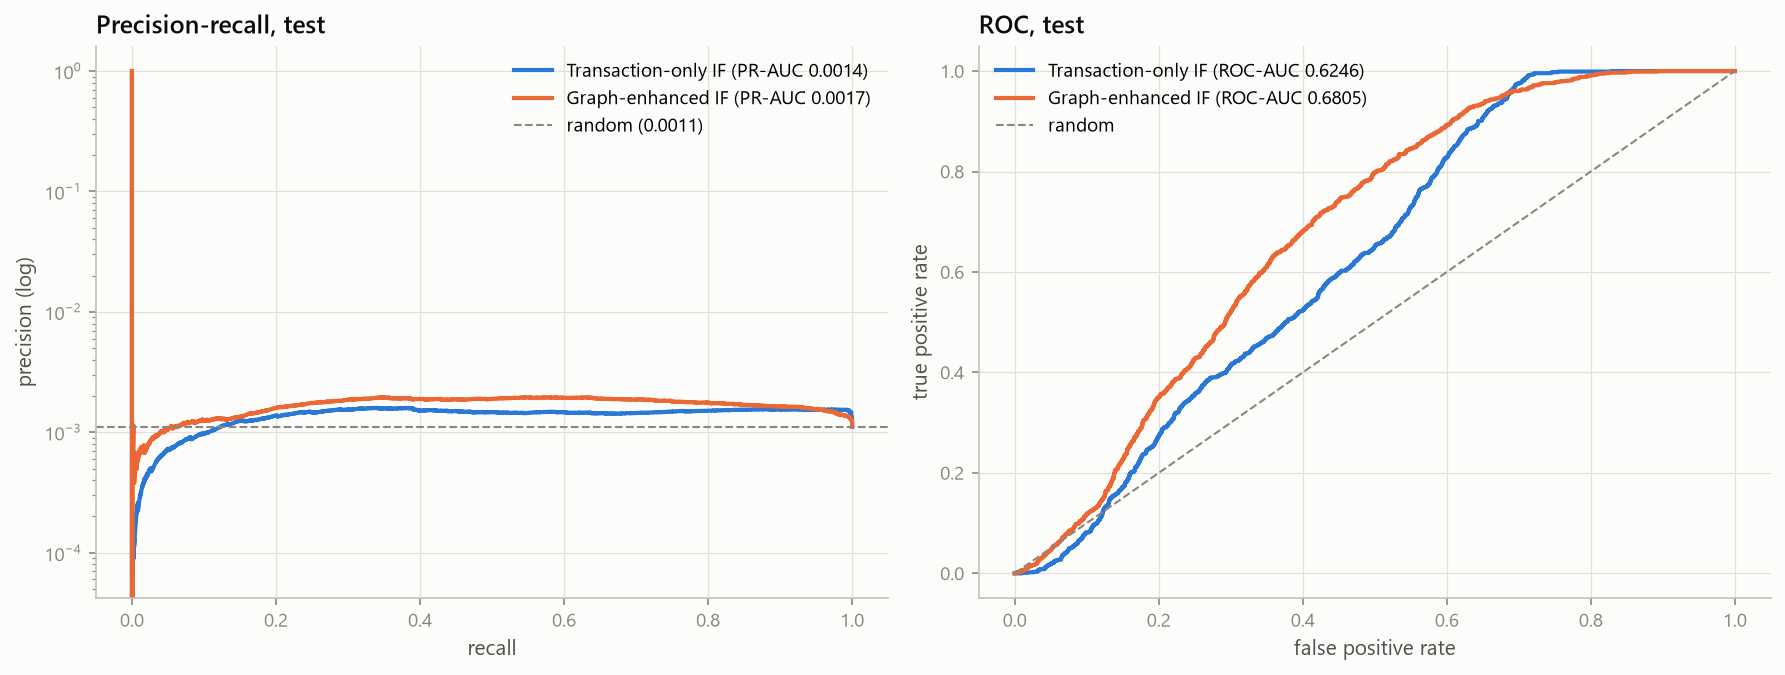 Precision-recall, test
Transaction-only IF (PR-AUC 0.0014)
Graph-enhanced IF (PR-AUC 0.0017)
random (0.0011)
precision (log)
10⁰
10⁻¹
10⁻²
10⁻³
10⁻⁴
0.0 0.2 0.4 0.6 0.8 1.0
recall
ROC, test
Transaction-only IF (ROC-AUC 0.6246)
Graph-enhanced IF (ROC-AUC 0.6805)
random
true positive rate
1.0
0.8
0.6
0.4
0.2
0.0
0.0 0.2 0.4 0.6 0.8 1.0
false positive rate